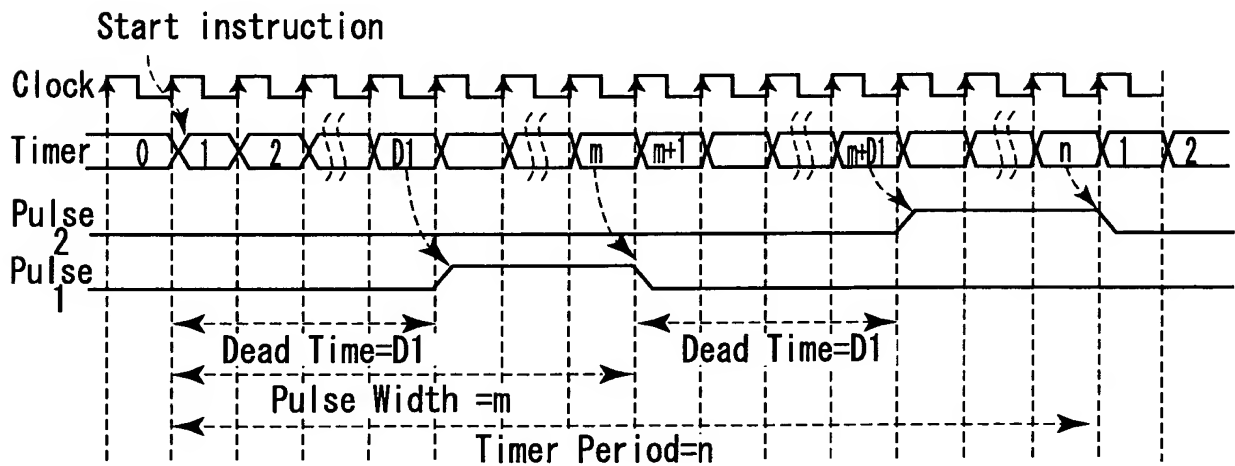 Start instruction
Clock
Timer 0 1 2 D1 m m+1 m+D1 n 1 2
Pulse
2
Pulse
1
Dead Time=D1 Dead Time=D1
Pulse Width =m
Timer Period=n